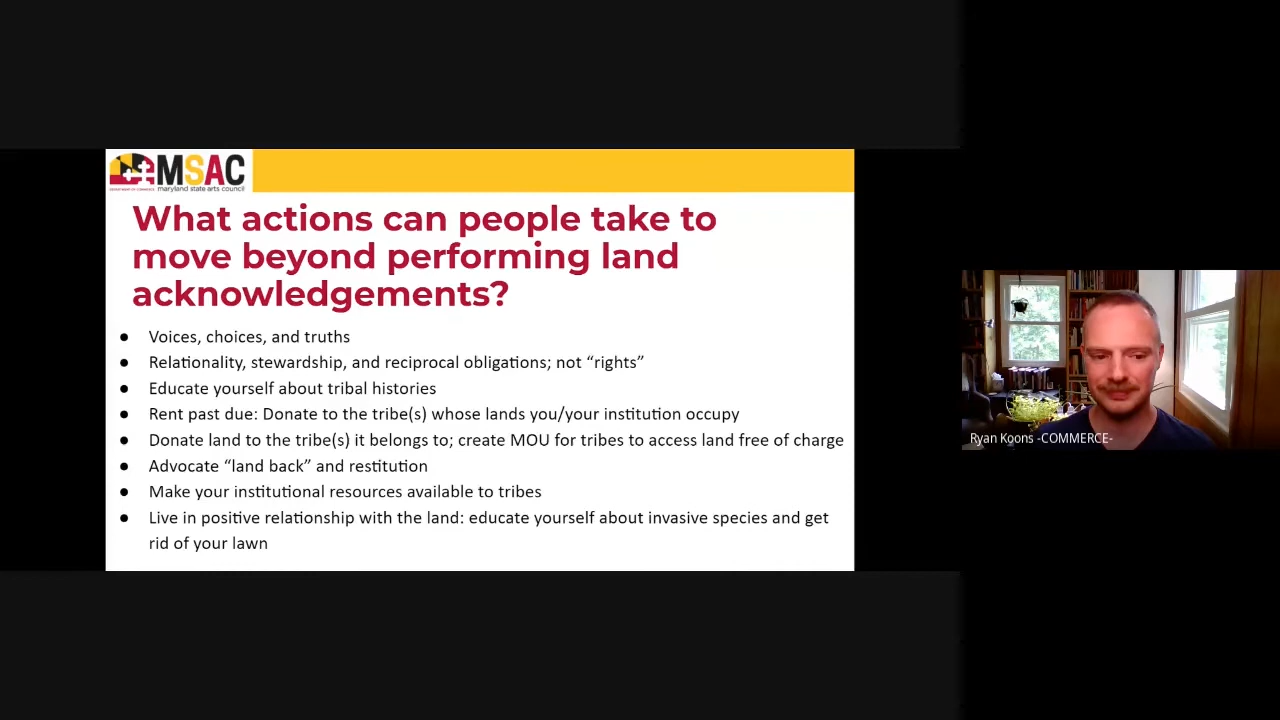 MSAC
DEPARTMENT OF COMMERCE maryland state arts council
What actions can people take to
move beyond performing land
acknowledgements?
● Voices, choices, and truths
● Relationality, stewardship, and reciprocal obligations; not “rights”
● Educate yourself about tribal histories
● Rent past due: Donate to the tribe(s) whose lands you/your institution occupy
● Donate land to the tribe(s) it belongs to; create MOU for tribes to access land free of charge
● Advocate “land back” and restitution
● Make your institutional resources available to tribes
● Live in positive relationship with the land: educate yourself about invasive species and get
rid of your lawn
Ryan Koons -COMMERCE-